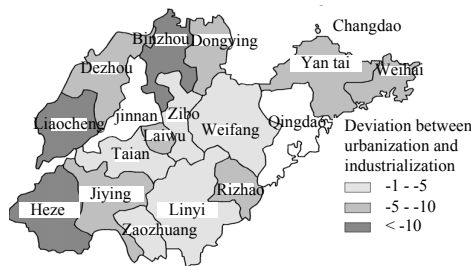 Changdao
Binzhou
Dongying
Yan tai
Weihai
Dezhou
Liaocheng
jinnan
Zibo
Qingdao
Weifang
Laiwu
Taian
Rizhao
Jiying
Heze
Linyi
Zaozhuang
Deviation between
urbanization and
industrialization
-1 - -5
-5 - -10
< -10